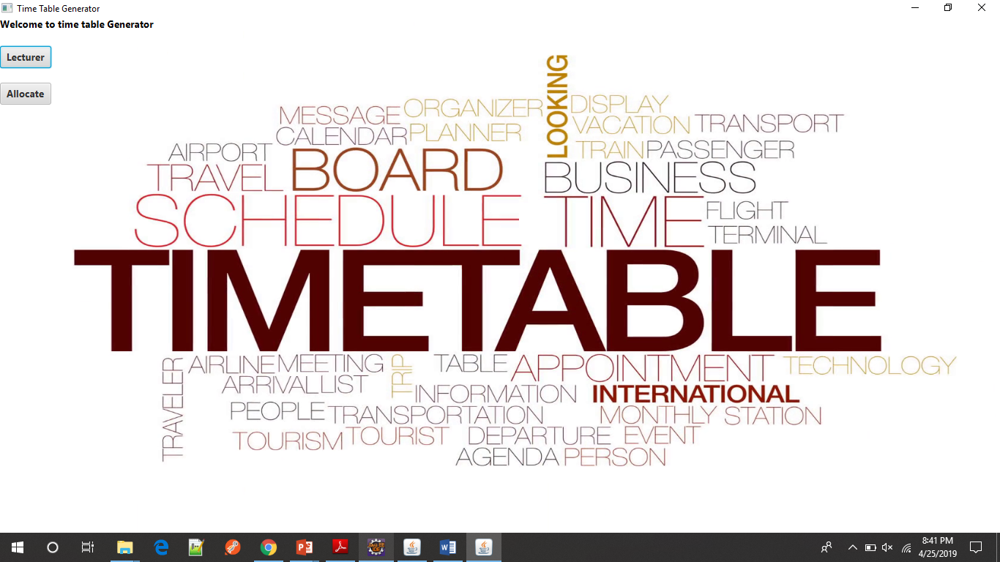 Time Table Generator
Welcome to time table Generator
Lecturer
Allocate
LOOKING
MESSAGE ORGANIZER DISPLAY
CALENDAR PLANNER VACATION TRANSPORT
AIRPORT TRAIN PASSENGER
TRAVEL BOARD BUSINESS
SCHEDULE TIME FLIGHT
TERMINAL
TIMETABLE
TRAVELER AIRLINE MEETING TRIP TABLE APPOINTMENT TECHNOLOGY
ARRIVAL LIST INFORMATION INTERNATIONAL
PEOPLE TRANSPORTATION MONTHLY STATION
TOURISM TOURIST DEPARTURE EVENT
AGENDA PERSON
8:41 PM
4/25/2019